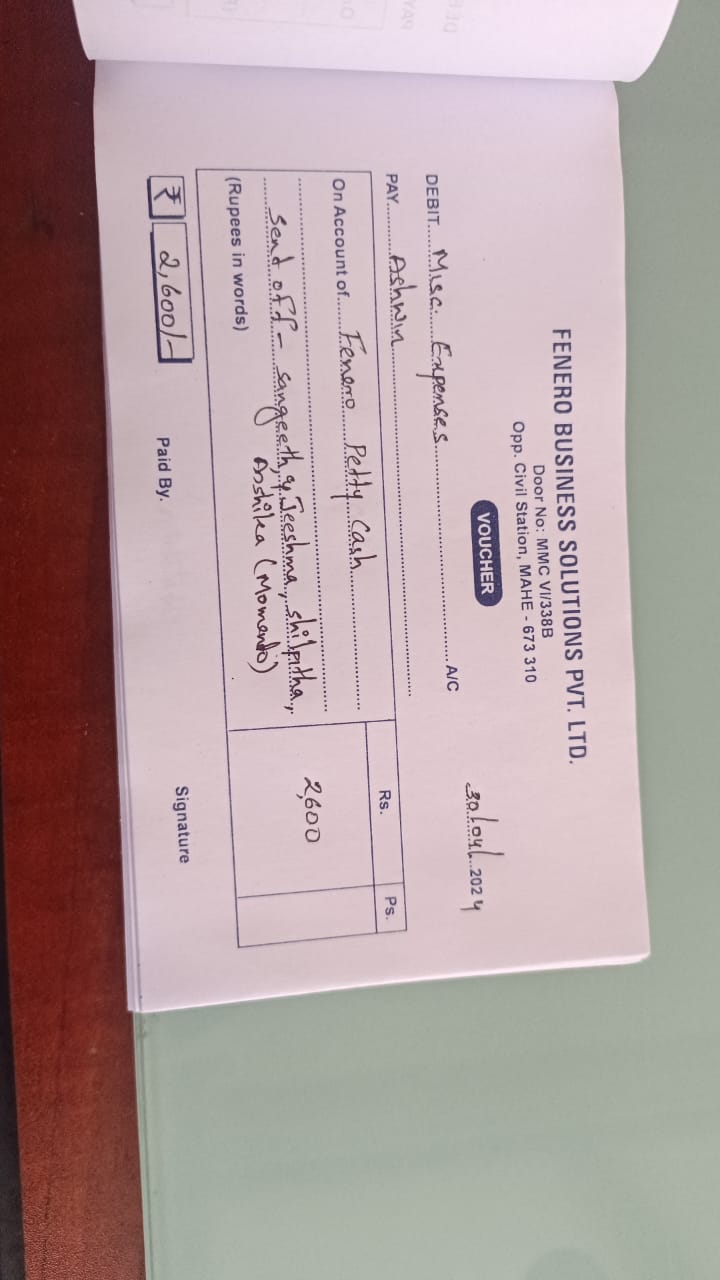 FENERO BUSINESS SOLUTIONS PVT. LTD.
Door No: MMC VI/338B
Opp. Civil Station, MAHE - 673 310
VOUCHER
30/04/2024
DEBIT Misc. Expenses A/C
PAY Ashwin
Rs. Ps.
On Account of Fenero Petty Cash
2,600
Send off - Sangeeth, & Jeeshma, Shilpitha,
Anshika (Momento)
(Rupees in words)
₹ 2,600/-
Paid By. Signature